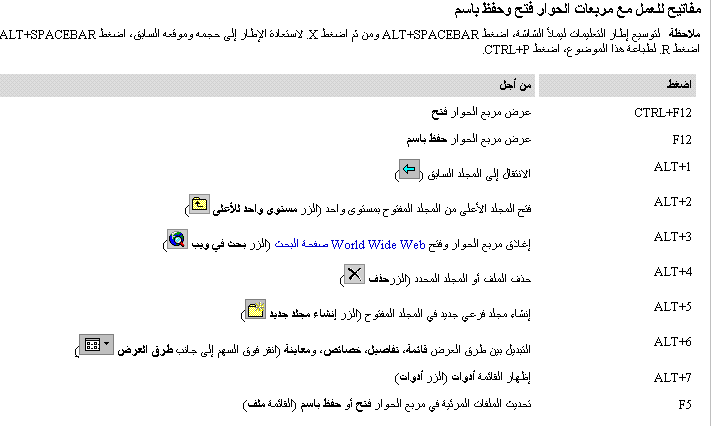 مفاتيح للعمل مع مربعات الحوار فتح وحفظ باسم
ملاحظة لتوسيع إطار التعليمات ليملأ الشاشة، اضغط ALT+SPACEBAR ومن ثم اضغط X. لاستعادة الإطار إلى حجمه وموقعه السابق، اضغط ALT+SPACEBAR
اضغط R. لطباعة هذا الموضوع، اضغط CTRL+P.
اضغط من أجل
CTRL+F12 عرض مربع الحوار فتح
F12 عرض مربع الحوار حفظ باسم
ALT+1 الانتقال إلى المجلد السابق ()
ALT+2 فتح المجلد الأعلى من المجلد المفتوح بمستوى واحد (الزر مستوى واحد للأعلى)
ALT+3 إغلاق مربع الحوار وفتح World Wide Web صفحة البحث (الزر بحث في ويب)
ALT+4 حذف الملف أو المجلد المحدد (الزر حذف)
ALT+5 إنشاء مجلد فرعي جديد في المجلد المفتوح (الزر إنشاء مجلد جديد)
ALT+6 التبديل بين طرق العرض قائمة، تفاصيل، خصائص، ومعاينة (انقر فوق السهم إلى جانب طرق العرض)
ALT+7 إظهار القائمة أدوات (الزر أدوات)
F5 تحديث الملفات المرئية في مربع الحوار فتح أو حفظ باسم (القائمة ملف)